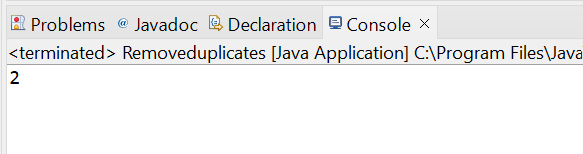 Problems @ Javadoc Declaration Console
<terminated> Removeduplicates [Java Application] C:\Program Files\Java
2